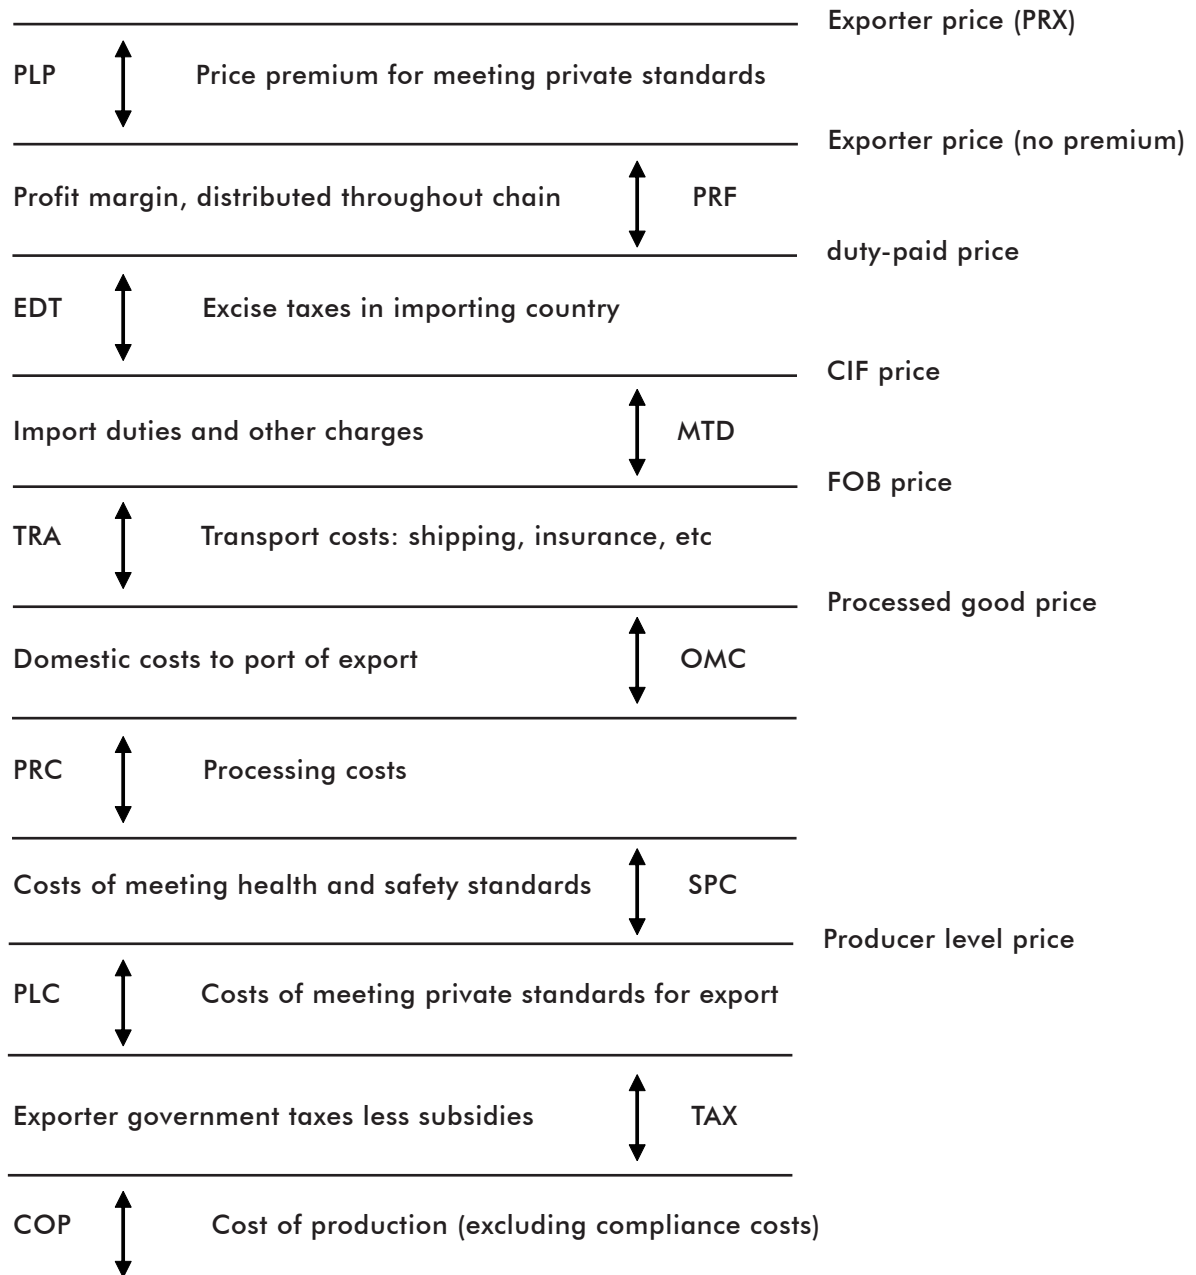 Exporter price (PRX)
PLP Price premium for meeting private standards
Exporter price (no premium)
Profit margin, distributed throughout chain PRF
duty-paid price
EDT Excise taxes in importing country
CIF price
Import duties and other charges MTD
FOB price
TRA Transport costs: shipping, insurance, etc
Processed good price
Domestic costs to port of export OMC
PRC Processing costs
Costs of meeting health and safety standards SPC
Producer level price
PLC Costs of meeting private standards for export
Exporter government taxes less subsidies TAX
COP Cost of production (excluding compliance costs)